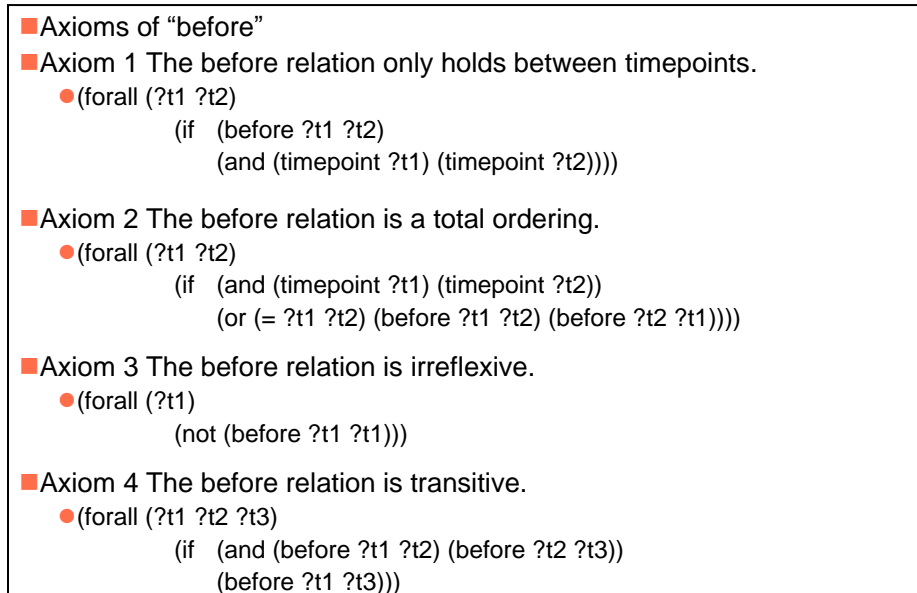 ■Axioms of “before”
■Axiom 1 The before relation only holds between timepoints.
●(forall (?t1 ?t2)
(if (before ?t1 ?t2)
(and (timepoint ?t1) (timepoint ?t2))))
■Axiom 2 The before relation is a total ordering.
●(forall (?t1 ?t2)
(if (and (timepoint ?t1) (timepoint ?t2))
(or (= ?t1 ?t2) (before ?t1 ?t2) (before ?t2 ?t1))))
■Axiom 3 The before relation is irreflexive.
●(forall (?t1)
(not (before ?t1 ?t1)))
■Axiom 4 The before relation is transitive.
●(forall (?t1 ?t2 ?t3)
(if (and (before ?t1 ?t2) (before ?t2 ?t3))
(before ?t1 ?t3)))